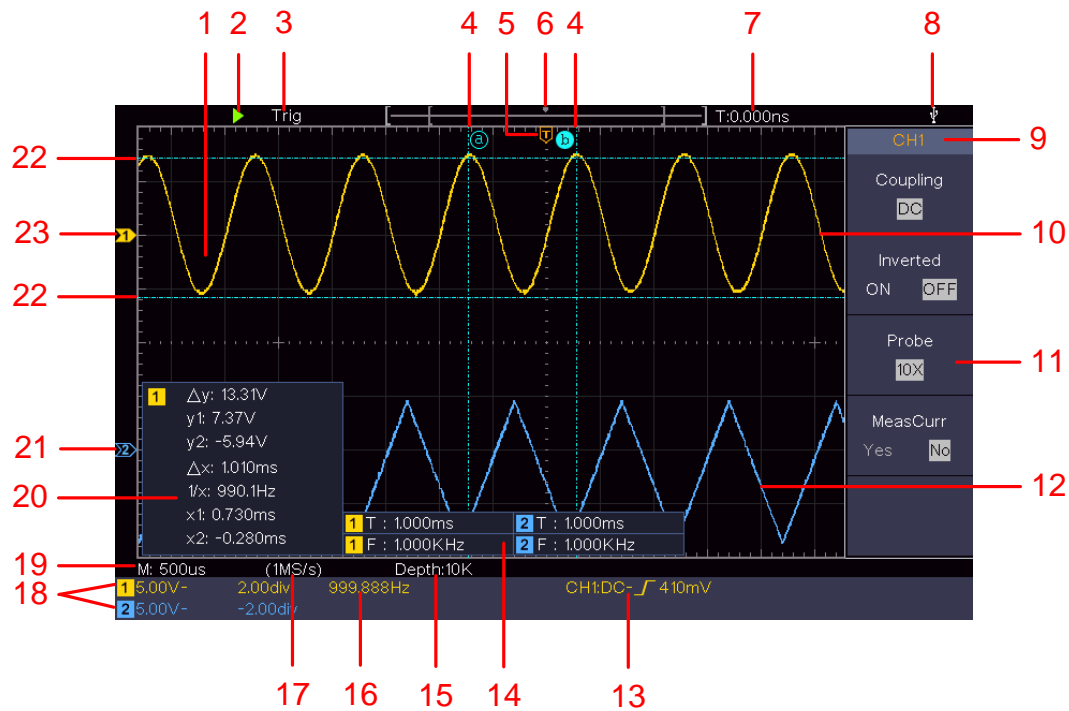 1 2 3 4 5 6 4 7 8
Trig T T:0.000ns
a b
CH1 9
22
Coupling
DC
23 1 10
Inverted
ON OFF
22
Probe
10X 11
1 △y: 13.31V
y1: 7.37V
y2: -5.94V
△x: 1.010ms
1/x: 990.1Hz
x1: 0.730ms
x2: -0.280ms
MeasCurr
Yes No
21 2
20 12
1 T : 1.000ms 2 T : 1.000ms
1 F : 1.000KHz 2 F : 1.000KHz
19 M: 500us (1MS/s) Depth:10K
18 1 5.00V- 2.00div 999.888Hz CH1:DC- 410mV
2 5.00V- -2.00div
17 16 15 14 13